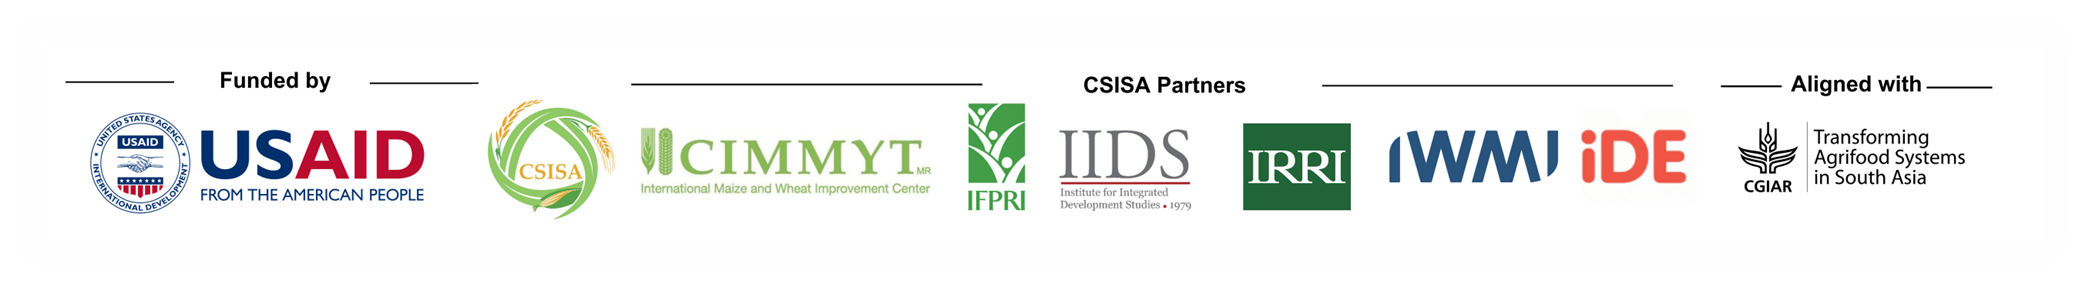 Funded by
CSISA Partners
Aligned with
UNITED STATES AGENCY
USAID
INTERNATIONAL DEVELOPMENT
USAID
FROM THE AMERICAN PEOPLE
CSISA
CIMMYT MR
International Maize and Wheat Improvement Center
IFPRI
IIDS
Institute for Integrated
Development Studies • 1979
IRRI
IWMI
iDE
CGIAR
Transforming
Agrifood Systems
in South Asia